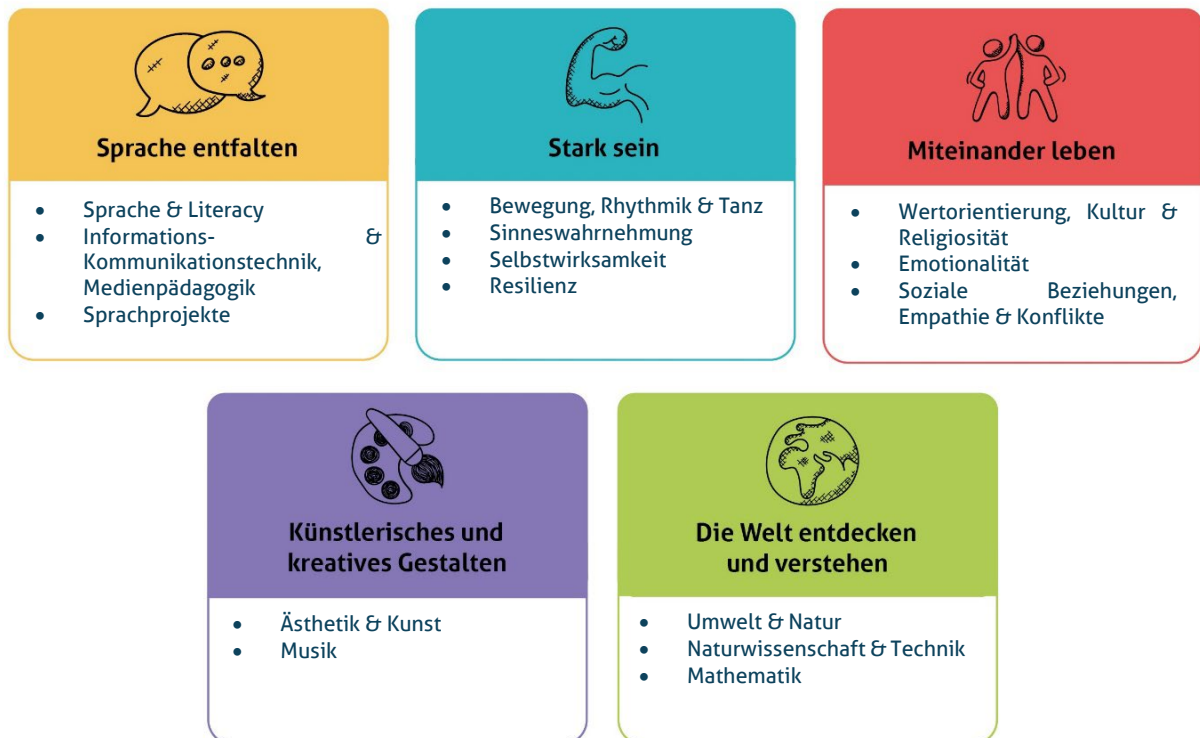 Sprache entfalten
• Sprache & Literacy
• Informations- &
Kommunikationstechnik,
Medienpädagogik
• Sprachprojekte
Stark sein
• Bewegung, Rhythmik & Tanz
• Sinneswahrnehmung
• Selbstwirksamkeit
• Resilienz
Miteinander leben
• Wertorientierung, Kultur &
Religiosität
• Emotionalität
• Soziale Beziehungen,
Empathie & Konflikte
Künstlerisches und
kreatives Gestalten
• Ästhetik & Kunst
• Musik
Die Welt entdecken
und verstehen
• Umwelt & Natur
• Naturwissenschaft & Technik
• Mathematik